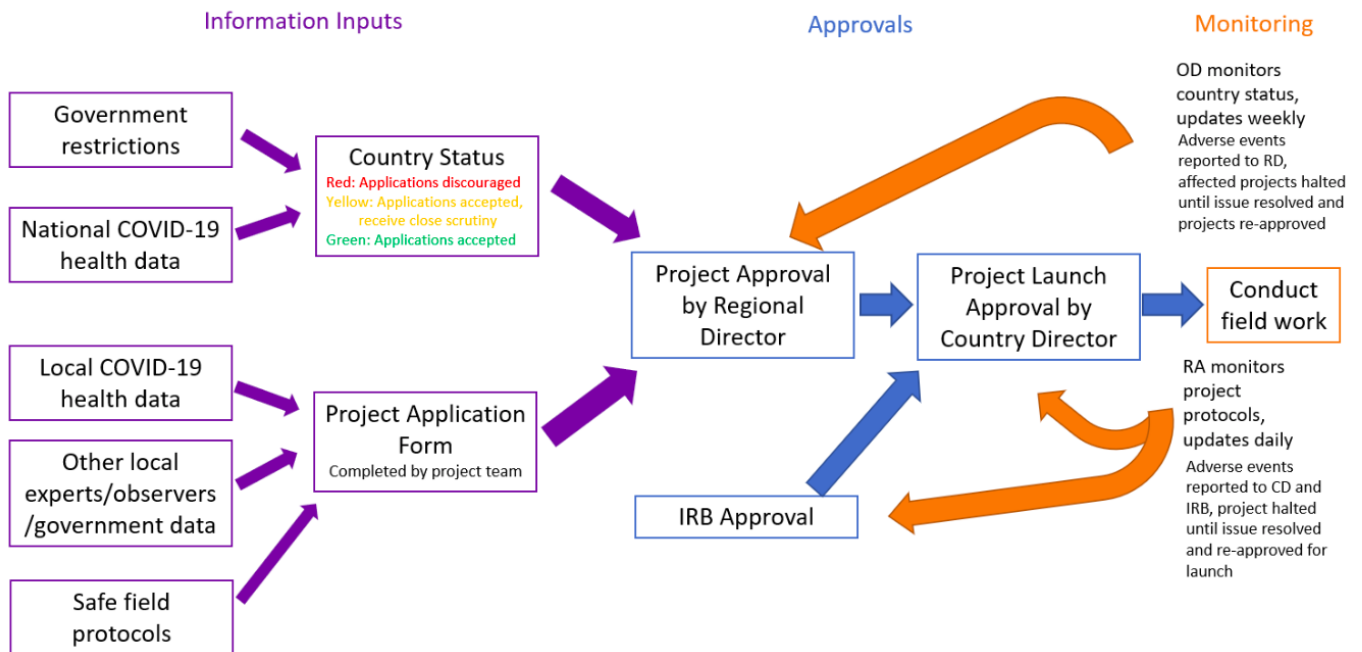 Information Inputs
Approvals
Monitoring
Government
restrictions
National COVID-19
health data
Country Status
Red: Applications discouraged
Yellow: Applications accepted,
receive close scrutiny
Green: Applications accepted
Local COVID-19
health data
Other local
experts/observers
/government data
Safe field
protocols
Project Application
Form
Completed by project team
Project Approval
by Regional
Director
IRB Approval
Project Launch
Approval by
Country Director
OD monitors
country status,
updates weekly
Adverse events
reported to RD,
affected projects halted
until issue resolved and
projects re-approved
Conduct
field work
RA monitors
project
protocols,
updates daily
Adverse events
reported to CD and
IRB, project halted
until issue resolved
and re-approved for
launch